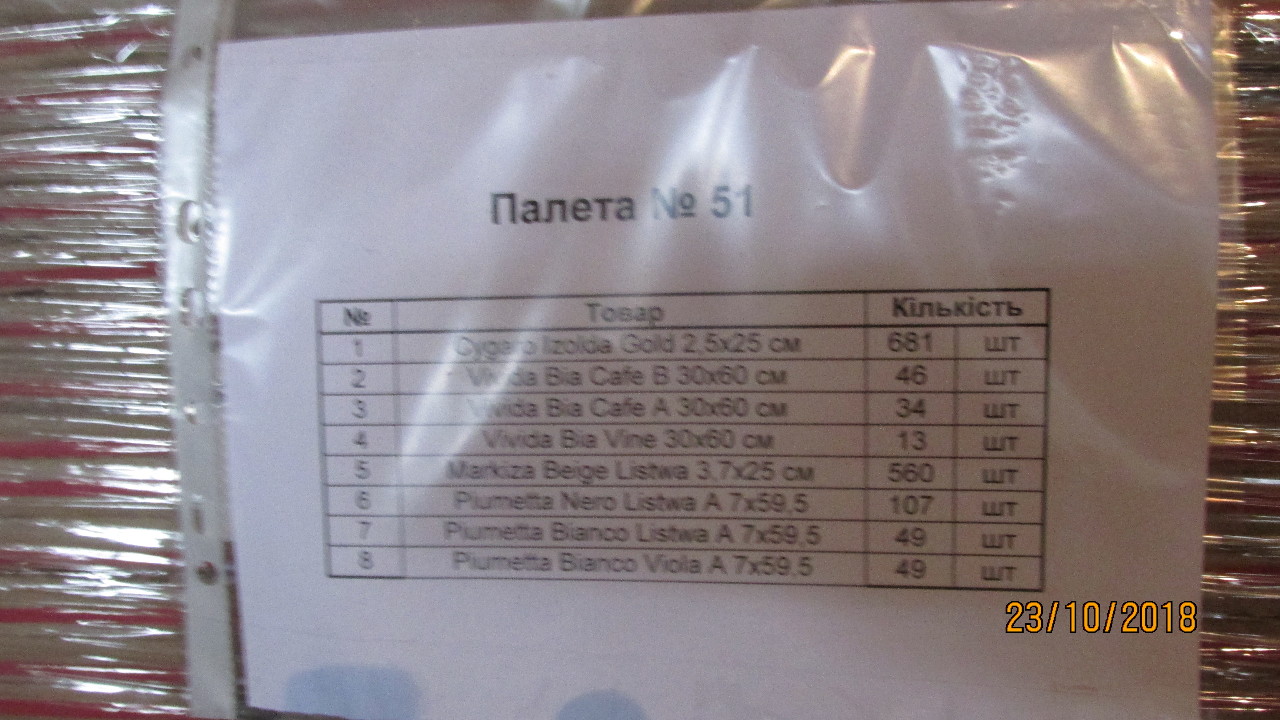 Палета № 51
№ Товар Кількість
1 Cygaro Izolda Gold 2,5x25 см 681 шт
2 Vivida Bia Cafe B 30x60 см 46 шт
3 Vivida Bia Cafe A 30x60 см 34 шт
4 Vivida Bia Vine 30x60 см 13 шт
5 Markiza Beige Listwa 3,7x25 см 560 шт
6 Piumetta Nero Listwa A 7x59,5 107 шт
7 Piumetta Bianco Listwa A 7x59,5 49 шт
8 Piumetta Bianco Viola A 7x59,5 49 шт
23/10/2018